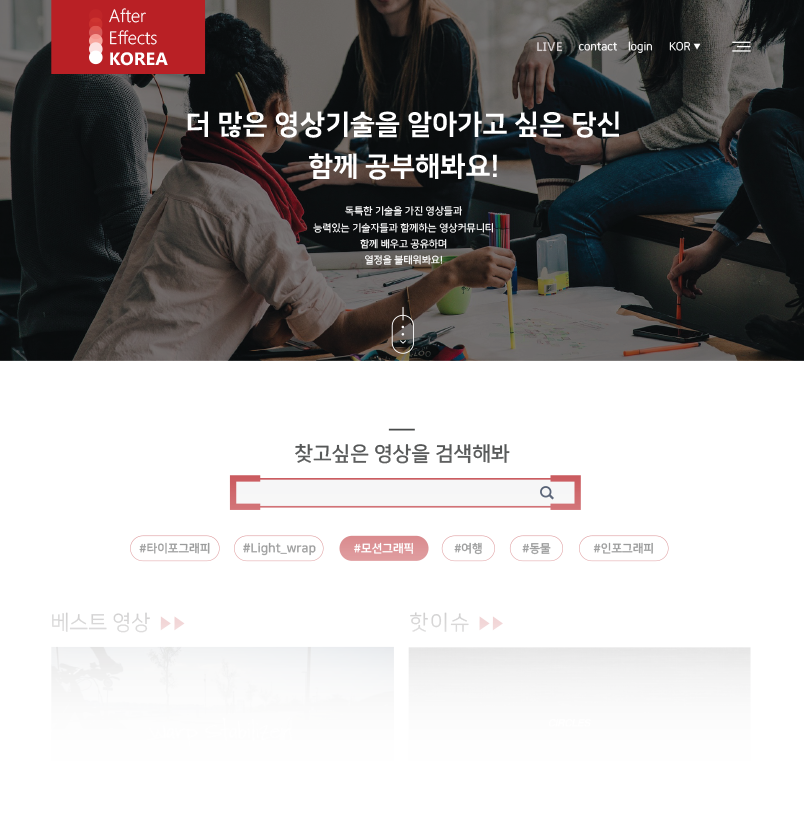 After
Effects
KOREA
LIVE contact login KOR ▼
더 많은 영상기술을 알아가고 싶은 당신
함께 공부해봐요!
독특한 기술을 가진 영상들과
능력있는 기술자들과 함께하는 영상커뮤니티
함께 배우고 공유하며
열정을 불태워봐요!
찾고싶은 영상을 검색해봐
#타이포그래피 #Light_wrap #모션그래픽 #여행 #동물 #인포그래피
베스트 영상 핫이슈